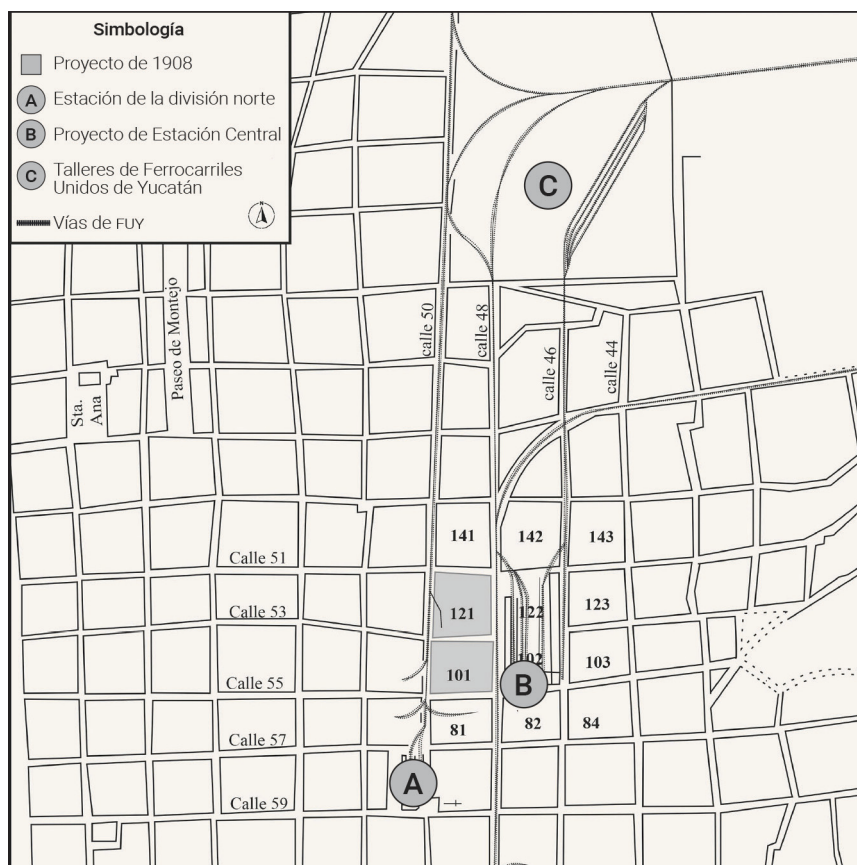 Simbología
Proyecto de 1908
A
Estación de la división norte
B
Proyecto de Estación Central
C
Talleres de Ferrocarriles
Unidos de Yucatán
Vías de FUY
C
calle 50
calle 48
calle 46
calle 44
Paseo de Montejo
Sta.
Ana
141
142
143
Calle 51
Calle 53
121
122
123
101
102
103
Calle 55
B
81
82
84
Calle 57
A
Calle 59